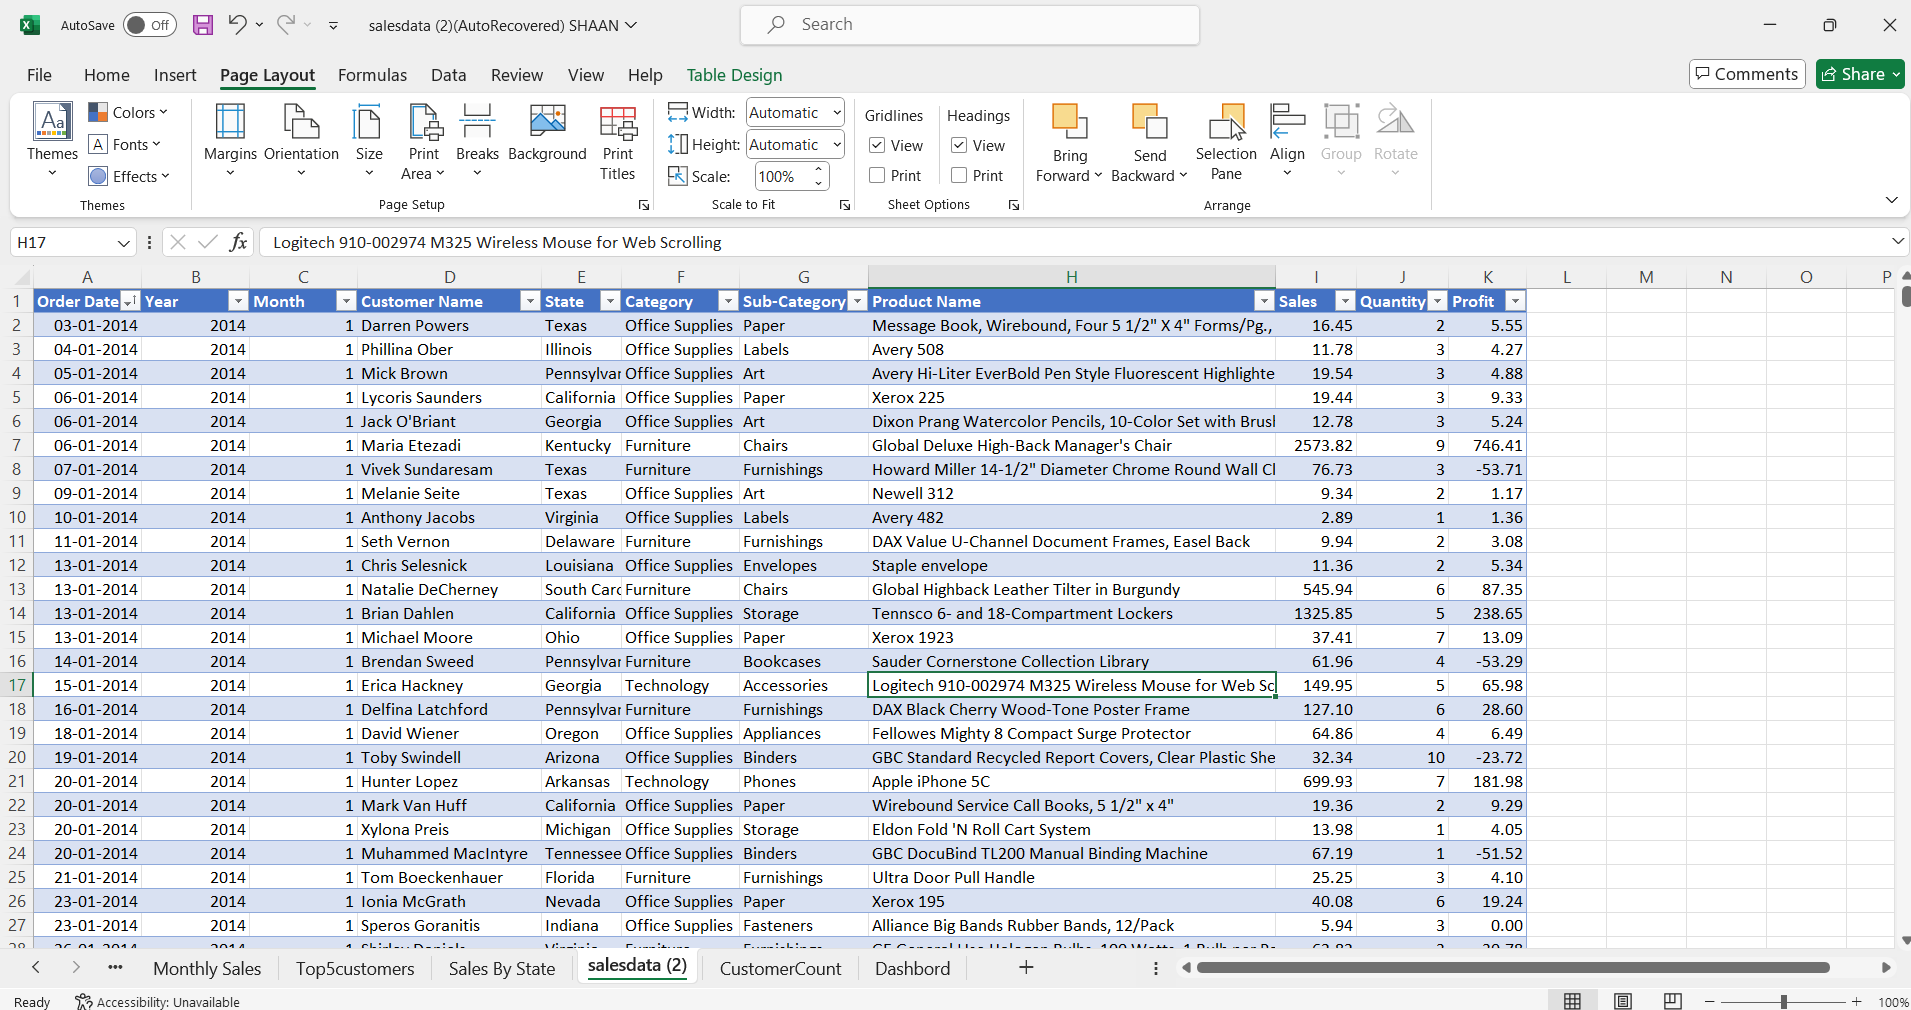 AutoSave Off salesdata (2)(AutoRecovered) SHAAN Search
File Home Insert Page Layout Formulas Data Review View Help Table Design Comments Share
Themes
Colors
Fonts
Effects
Themes
Margins Orientation Size Print Area Breaks Background Print Titles
Page Setup
Width: Automatic
Height: Automatic
Scale: 100%
Scale to Fit
Gridlines Headings
View View
Print Print
Sheet Options
Bring Forward Send Backward Selection Pane Align Group Rotate
Arrange
H17 fx Logitech 910-002974 M325 Wireless Mouse for Web Scrolling
A B C D E F G H I J K L M N O P
1 Order Date Year Month Customer Name State Category Sub-Category Product Name Sales Quantity Profit
2 03-01-2014 2014 1 Darren Powers Texas Office Supplies Paper Message Book, Wirebound, Four 5 1/2" X 4" Forms/Pg., 16.45 2 5.55
3 04-01-2014 2014 1 Phillina Ober Illinois Office Supplies Labels Avery 508 11.78 3 4.27
4 05-01-2014 2014 1 Mick Brown Pennsylvar Office Supplies Art Avery Hi-Liter EverBold Pen Style Fluorescent Highlighte 19.54 3 4.88
5 06-01-2014 2014 1 Lycoris Saunders California Office Supplies Paper Xerox 225 19.44 3 9.33
6 06-01-2014 2014 1 Jack O'Briant Georgia Office Supplies Art Dixon Prang Watercolor Pencils, 10-Color Set with Brusl 12.78 3 5.24
7 06-01-2014 2014 1 Maria Etezadi Kentucky Furniture Chairs Global Deluxe High-Back Manager's Chair 2573.82 9 746.41
8 07-01-2014 2014 1 Vivek Sundaresam Texas Furniture Furnishings Howard Miller 14-1/2" Diameter Chrome Round Wall Cl 76.73 3 -53.71
9 09-01-2014 2014 1 Melanie Seite Texas Office Supplies Art Newell 312 9.34 2 1.17
10 10-01-2014 2014 1 Anthony Jacobs Virginia Office Supplies Labels Avery 482 2.89 1 1.36
11 11-01-2014 2014 1 Seth Vernon Delaware Furniture Furnishings DAX Value U-Channel Document Frames, Easel Back 9.94 2 3.08
12 13-01-2014 2014 1 Chris Selesnick Louisiana Office Supplies Envelopes Staple envelope 11.36 2 5.34
13 13-01-2014 2014 1 Natalie DeCherney South Carc Furniture Chairs Global Highback Leather Tilter in Burgundy 545.94 6 87.35
14 13-01-2014 2014 1 Brian Dahlen California Office Supplies Storage Tennsco 6- and 18-Compartment Lockers 1325.85 5 238.65
15 13-01-2014 2014 1 Michael Moore Ohio Office Supplies Paper Xerox 1923 37.41 7 13.09
16 14-01-2014 2014 1 Brendan Sweed Pennsylvar Furniture Bookcases Sauder Cornerstone Collection Library 61.96 4 -53.29
17 15-01-2014 2014 1 Erica Hackney Georgia Technology Accessories Logitech 910-002974 M325 Wireless Mouse for Web Sc 149.95 5 65.98
18 16-01-2014 2014 1 Delfina Latchford Pennsylvar Furniture Furnishings DAX Black Cherry Wood-Tone Poster Frame 127.10 6 28.60
19 18-01-2014 2014 1 David Wiener Oregon Office Supplies Appliances Fellowes Mighty 8 Compact Surge Protector 64.86 4 6.49
20 19-01-2014 2014 1 Toby Swindell Arizona Office Supplies Binders GBC Standard Recycled Report Covers, Clear Plastic She 32.34 10 -23.72
21 20-01-2014 2014 1 Hunter Lopez Arkansas Technology Phones Apple iPhone 5C 699.93 7 181.98
22 20-01-2014 2014 1 Mark Van Huff California Office Supplies Paper Wirebound Service Call Books, 5 1/2" x 4" 19.36 2 9.29
23 20-01-2014 2014 1 Xylona Preis Michigan Office Supplies Storage Eldon Fold 'N Roll Cart System 13.98 1 4.05
24 20-01-2014 2014 1 Muhammed MacIntyre Tennessee Office Supplies Binders GBC DocuBind TL200 Manual Binding Machine 67.19 1 -51.52
25 21-01-2014 2014 1 Tom Boeckenhauer Florida Furniture Furnishings Ultra Door Pull Handle 25.25 3 4.10
26 23-01-2014 2014 1 Ionia McGrath Nevada Office Supplies Paper Xerox 195 40.08 6 19.24
27 23-01-2014 2014 1 Speros Goranitis Indiana Office Supplies Fasteners Alliance Big Bands Rubber Bands, 12/Pack 5.94 3 0.00
Monthly Sales Top5customers Sales By State salesdata (2) CustomerCount Dashbord
Ready Accessibility: Unavailable 100%